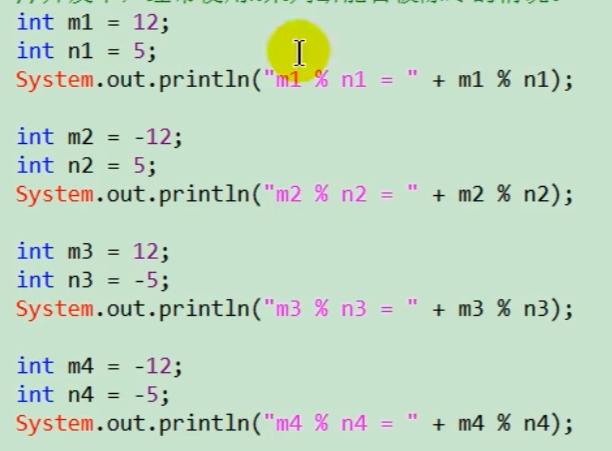 int m1 = 12;
int n1 = 5;
System.out.println("m1 % n1 = " + m1 % n1);
int m2 = -12;
int n2 = 5;
System.out.println("m2 % n2 = " + m2 % n2);
int m3 = 12;
int n3 = -5;
System.out.println("m3 % n3 = " + m3 % n3);
int m4 = -12;
int n4 = -5;
System.out.println("m4 % n4 = " + m4 % n4);